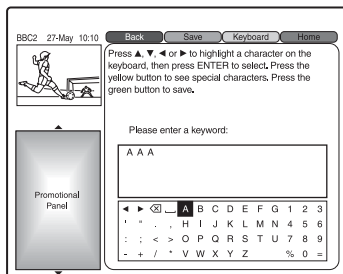 BBC2 27-May 10:10 Back Save Keyboard Home
Press ▲, ▼, ◄ or ► to highlight a character on the
keyboard, then press ENTER to select. Press the
yellow button to see special characters. Press the
green button to save.
Please enter a keyword:
A A A
Promotional
Panel
◄ ► ⌫ ⎵ A B C D E F G 1 2 3
' " . , H I J K L M N 4 5 6
: ; < > O P Q R S T U 7 8 9
- + / * V W X Y Z % 0 =